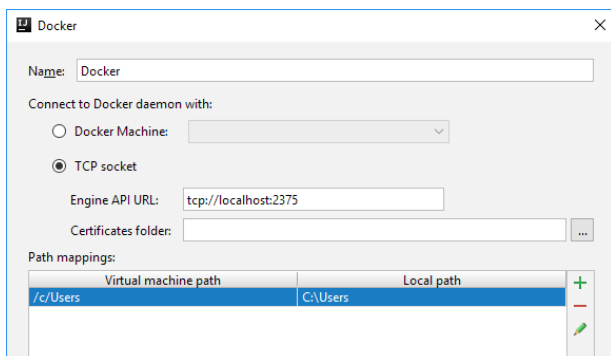 Docker
Name: Docker
Connect to Docker daemon with:
Docker Machine:
TCP socket
Engine API URL: tcp://localhost:2375
Certificates folder: ...
Path mappings:
Virtual machine path Local path
/c/Users C:\Users